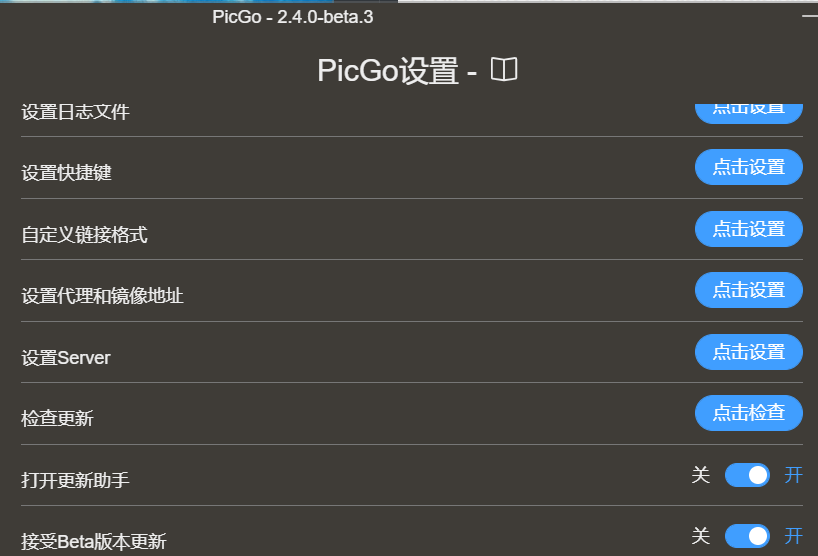 PicGo - 2.4.0-beta.3
PicGo设置 -
设置日志文件 点击设置
设置快捷键 点击设置
自定义链接格式 点击设置
设置代理和镜像地址 点击设置
设置Server 点击设置
检查更新 点击检查
打开更新助手 关 开
接受Beta版本更新 关 开